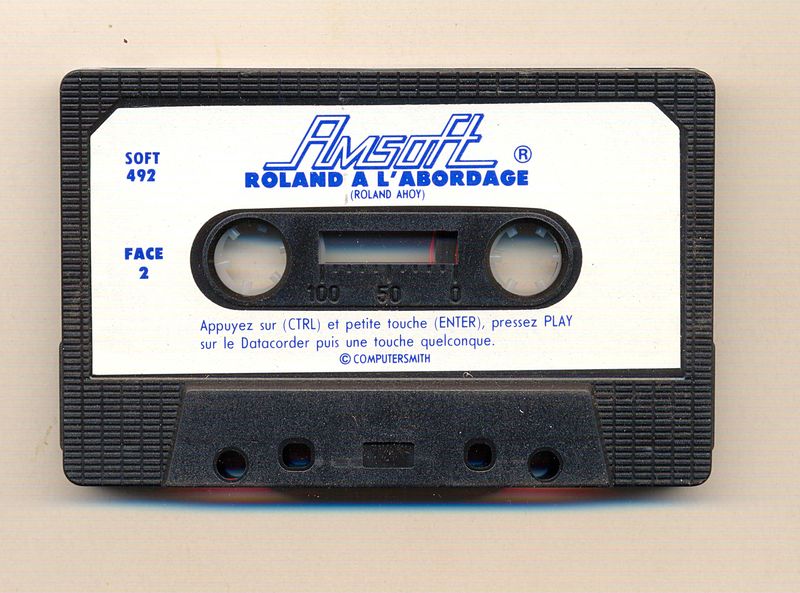 Amsoft ®
SOFT
492
ROLAND A L'ABORDAGE
(ROLAND AHOY)
FACE
2
100 50 0
Appuyez sur (CTRL) et petite touche (ENTER), pressez PLAY
sur le Datacorder puis une touche quelconque.
© COMPUTERSMITH